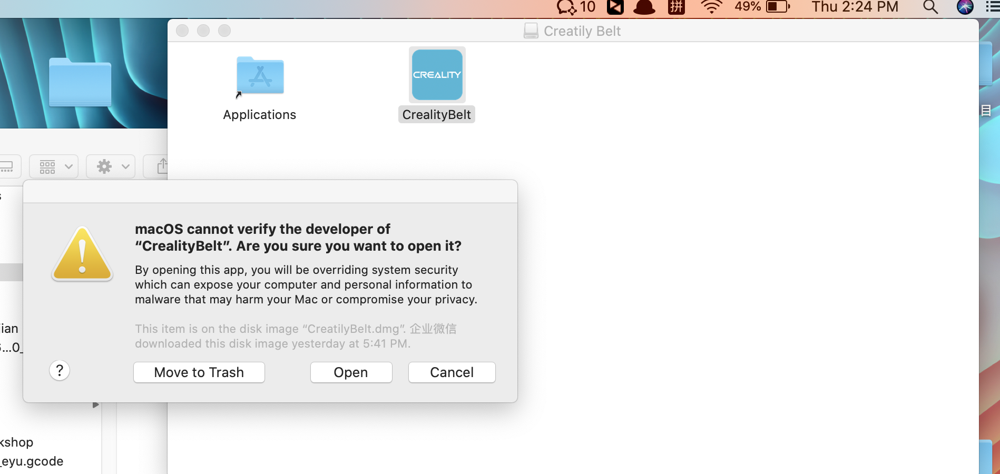 10
拼
49%
Thu 2:24 PM
Creatily Belt
CREALITY
Applications
CrealityBelt
目
s
macOS cannot verify the developer of
“CrealityBelt”. Are you sure you want to open it?
By opening this app, you will be overriding system security
which can expose your computer and personal information to
malware that may harm your Mac or compromise your privacy.
This item is on the disk image “CreatilyBelt.dmg”. 企业微信
downloaded this disk image yesterday at 5:41 PM.
ian
...0_
?
Move to Trash
Open
Cancel
kshop
_eyu.gcode